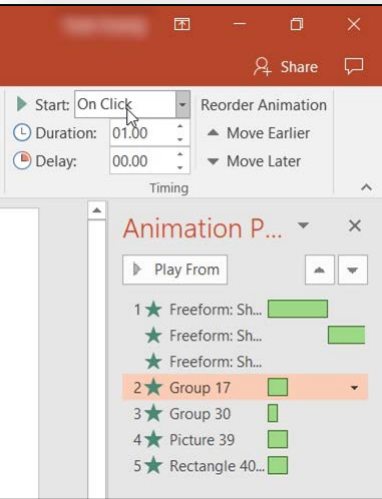 Share
Start: On Click Reorder Animation
Duration: 01.00 Move Earlier
Delay: 00.00 Move Later
Timing
Animation P...
Play From
1 Freeform: Sh...
Freeform: Sh...
Freeform: Sh...
2 Group 17
3 Group 30
4 Picture 39
5 Rectangle 40...